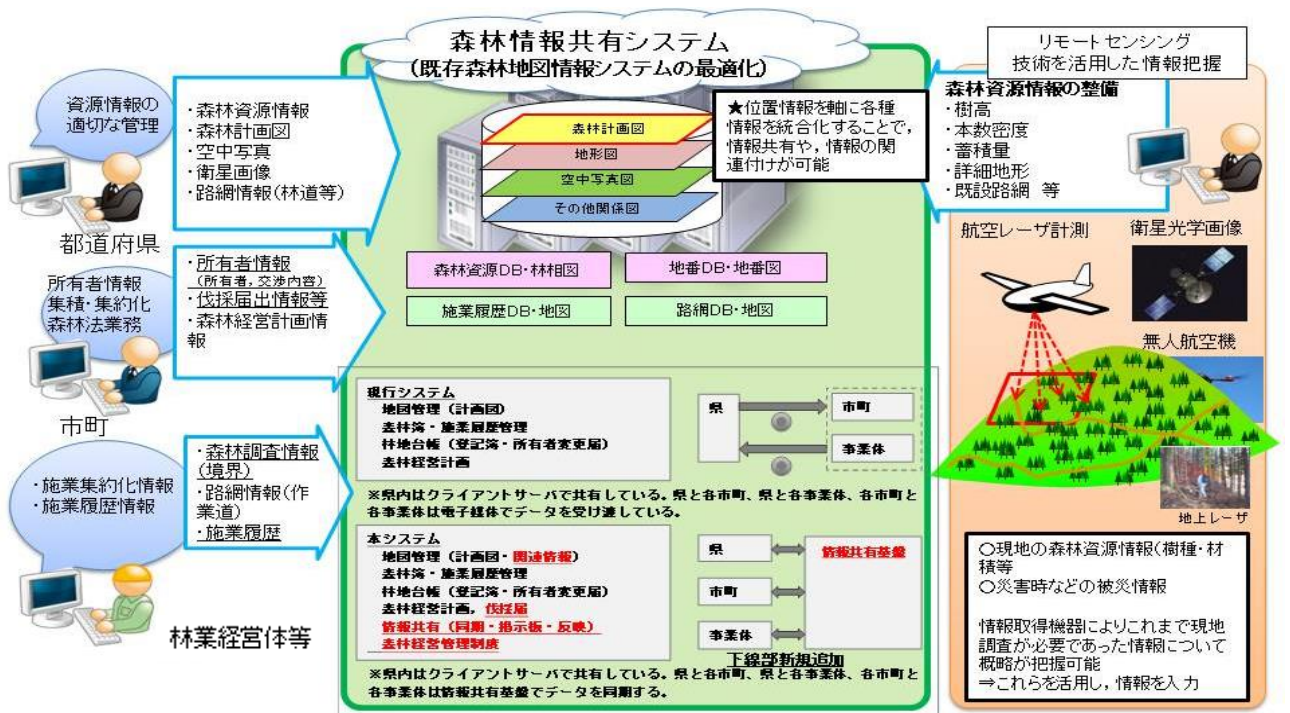 森林情報共有システム
(既存森林地図情報システムの最適化)
資源情報の
適切な管理
都道府県
・森林資源情報
・森林計画図
・空中写真
・衛星画像
・路網情報(林道等)
森林計画図
地形図
空中写真図
その他関係図
★位置情報を軸に各種
情報を統合化することで,
情報共有や,情報の関
連付けが可能
リモートセンシング
技術を活用した情報把握
森林資源情報の整備
・樹高
・本数密度
・蓄積量
・詳細地形
・既設路網 等
所有者情報
集積・集約化
森林法業務
市町
・所有者情報
(所有者,交渉内容)
・伐採届出情報等
・森林経営計画情
報
森林資源DB・林相図
地番DB・地番図
施業履歴DB・地図
路網DB・地図
航空レーザ計測
衛星光学画像
無人航空機
地上レーザ
・施業集約化情報
・施業履歴情報
林業経営体等
・森林調査情報
(境界)
・路網情報(作
業道)
・施業履歴
現行システム
地図管理(計画図)
森林簿・施業履歴管理
林地台帳(登記簿・所有者変更届)
森林経営計画
県
市町
事業体
※県内はクライアントサーバで共有している。県と各市町、県と各事業体、各市町と
各事業体は電子媒体でデータを受け渡している。
本システム
地図管理(計画図・関連情報)
森林簿・施業履歴管理
林地台帳(登記簿・所有者変更届)
森林経営計画,伐採届
情報共有(同期・掲示板・反映)
森林経営管理制度
県
市町
事業体
情報共有基盤
下線部新規追加
※県内はクライアントサーバで共有している。県と各市町、県と各事業体、各市町と
各事業体は情報共有基盤でデータを同期する。
○現地の森林資源情報(樹種・材
積等
○災害時などの被災情報
情報取得機器によりこれまで現地
調査が必要であった情報について
概略が把握可能
⇒これらを活用し,情報を入力